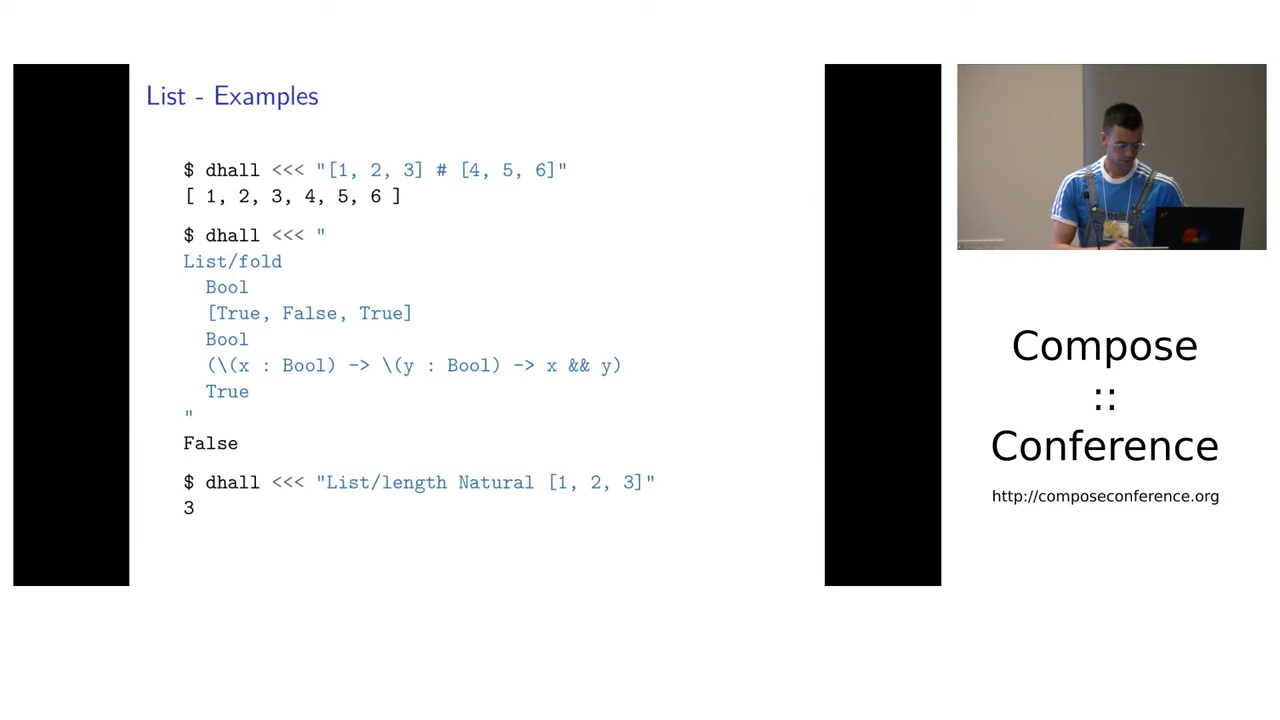 List - Examples
$ dhall <<< "[1, 2, 3] # [4, 5, 6]"
[ 1, 2, 3, 4, 5, 6 ]
$ dhall <<< "
List/fold
  Bool
  [True, False, True]
  Bool
  (\(x : Bool) -> \(y : Bool) -> x && y)
  True
"
False
$ dhall <<< "List/length Natural [1, 2, 3]"
3
Compose
::
Conference
http://composeconference.org